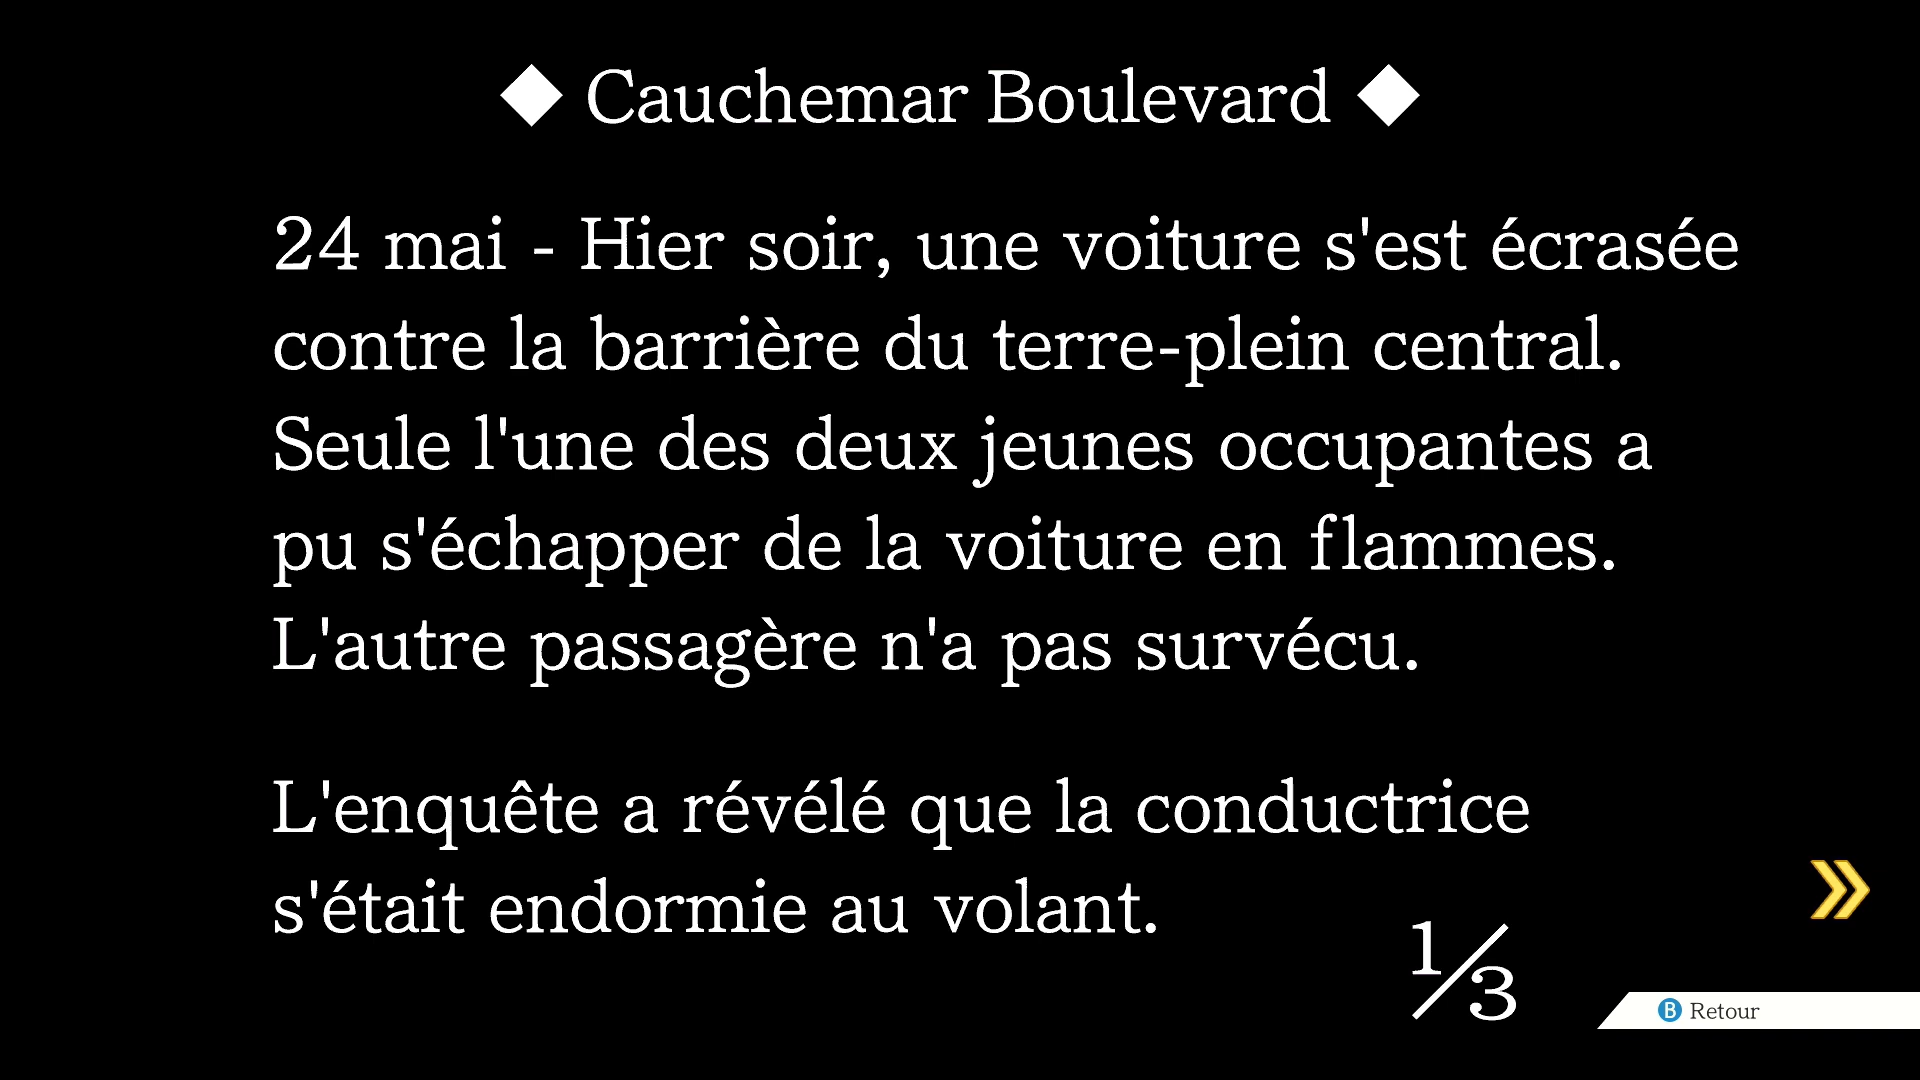 ◆ Cauchemar Boulevard ◆
24 mai - Hier soir, une voiture s'est écrasée
contre la barrière du terre-plein central.
Seule l'une des deux jeunes occupantes a
pu s'échapper de la voiture en flammes.
L'autre passagère n'a pas survécu.
L'enquête a révélé que la conductrice
s'était endormie au volant.
1/3
B Retour